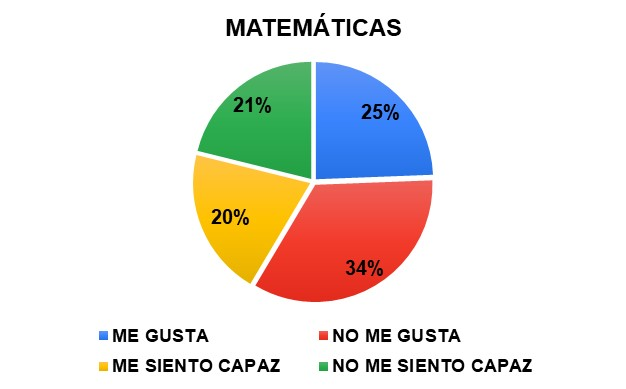 MATEMÁTICAS
21%
25%
20%
34%
ME GUSTA
NO ME GUSTA
ME SIENTO CAPAZ
NO ME SIENTO CAPAZ